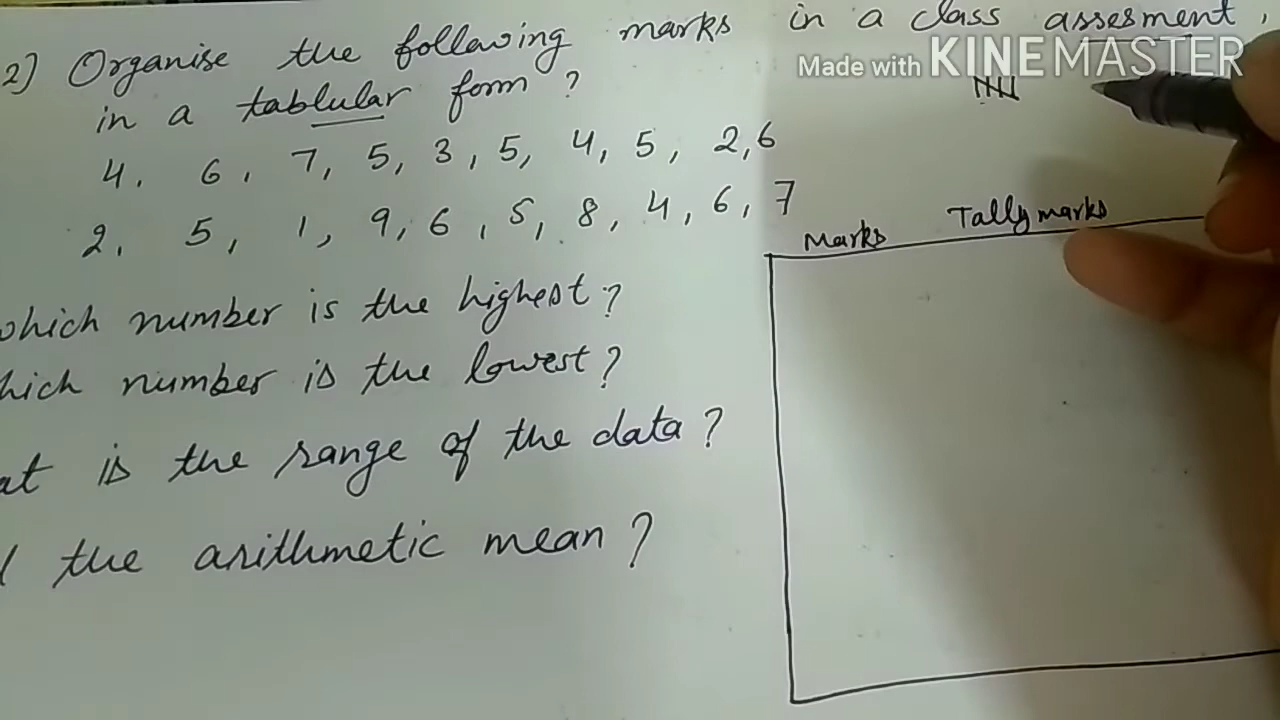 2) Organise the following marks in a class assesment,
in a tablular form ?
4, 6, 7, 5, 3, 5, 4, 5, 2, 6
2, 5, 1, 9, 6, 5, 8, 4, 6, 7
which number is the highest ?
hich number is the lowest ?
at is the range of the data ?
the arithmetic mean ?
Marks Tally marks
Made with KINEMASTER